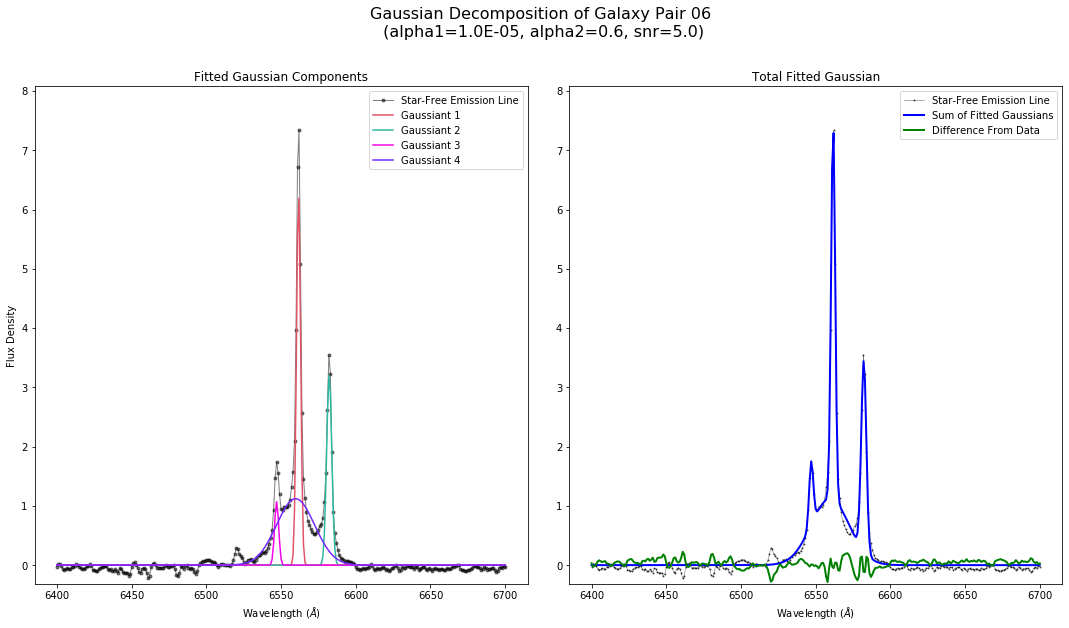 Gaussian Decomposition of Galaxy Pair 06
(alpha1=1.0E-05, alpha2=0.6, snr=5.0)
Fitted Gaussian Components
8
7
6
5
4
3
2
1
0
Flux Density
Star-Free Emission Line
Gaussiant 1
Gaussiant 2
Gaussiant 3
Gaussiant 4
6400
6450
6500
6550
6600
6650
6700
Wavelength (Å)
Total Fitted Gaussian
8
7
6
5
4
3
2
1
0
Star-Free Emission Line
Sum of Fitted Gaussians
Difference From Data
6400
6450
6500
6550
6600
6650
6700
Wavelength (Å)